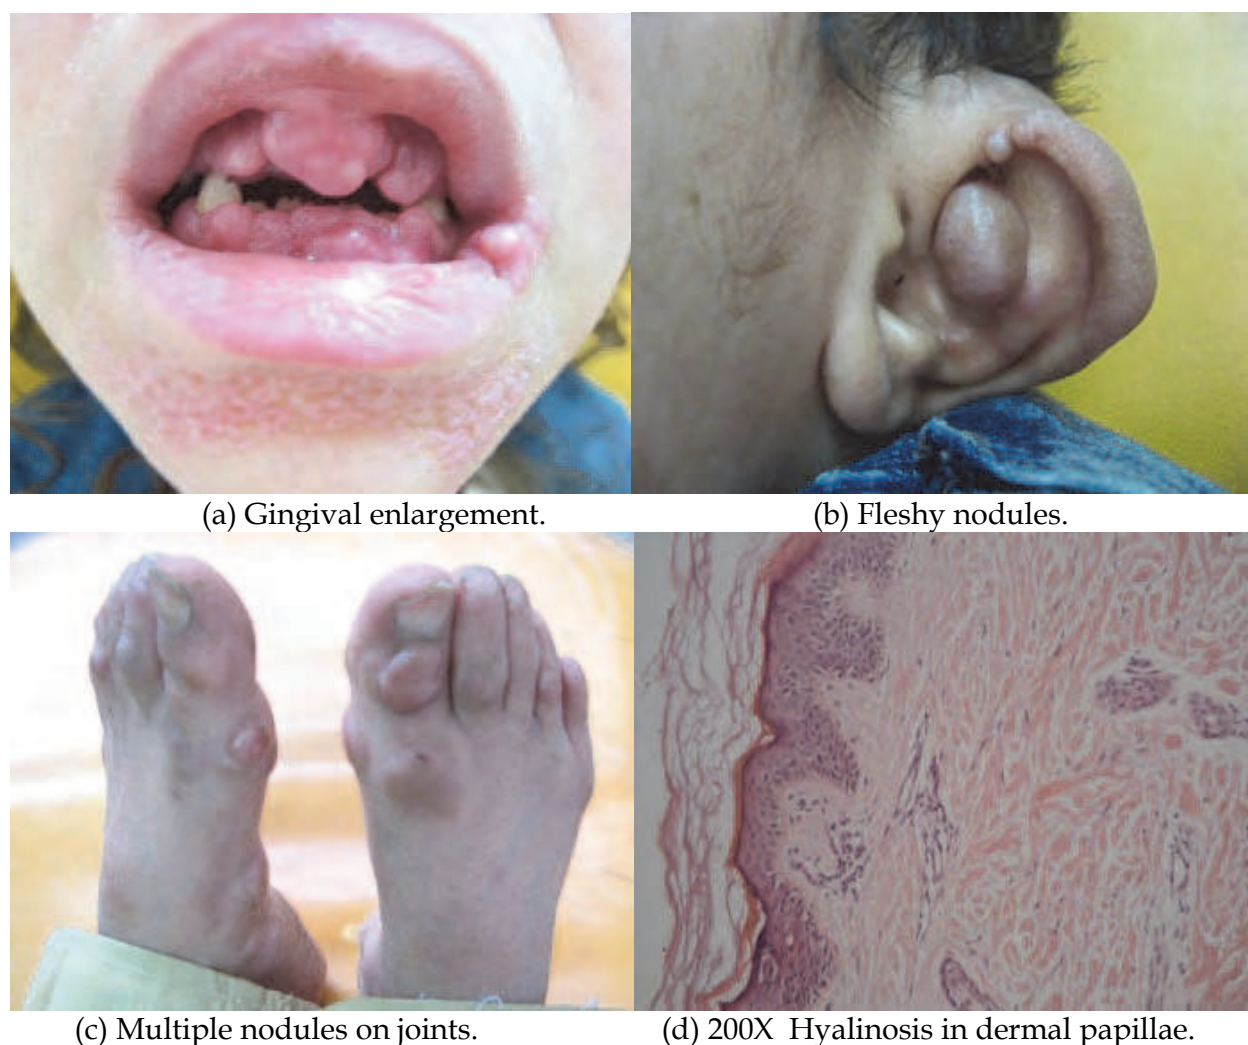 (a) Gingival enlargement.
(b) Fleshy nodules.
(c) Multiple nodules on joints.
(d) 200X Hyalinosis in dermal papillae.